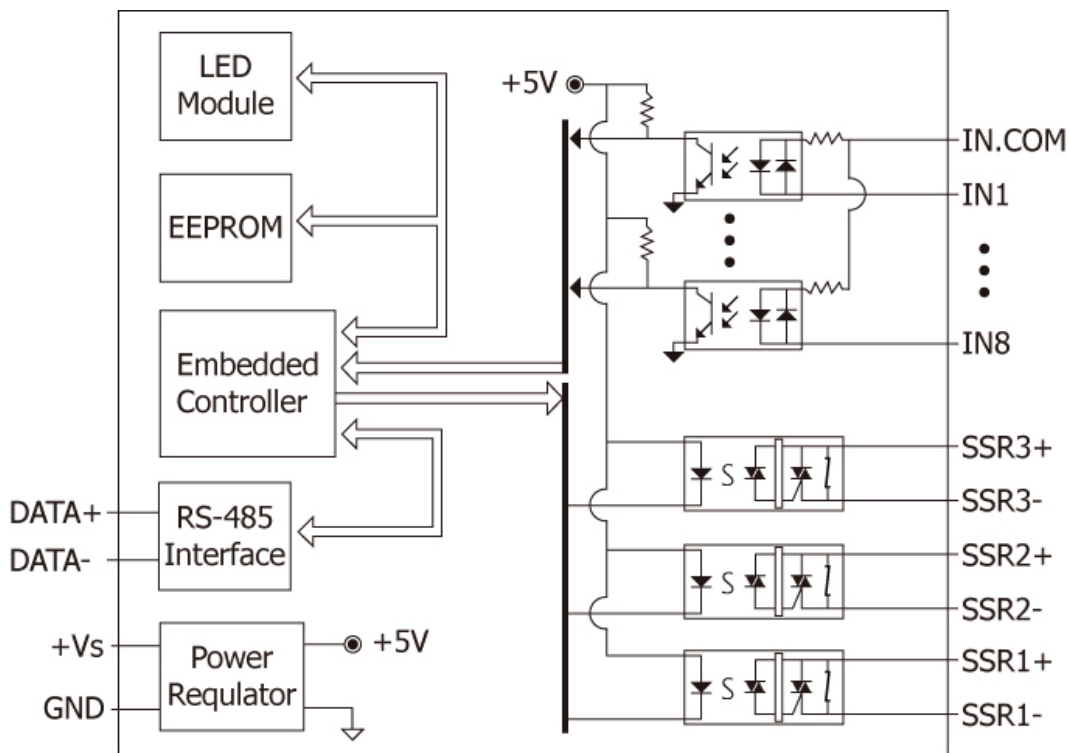 LED
Module
EEPROM
Embedded
Controller
DATA+
DATA-
RS-485
Interface
+Vs
GND
Power
Requlator
+5V
+5V
IN.COM
IN1
IN8
SSR3+
SSR3-
SSR2+
SSR2-
SSR1+
SSR1-